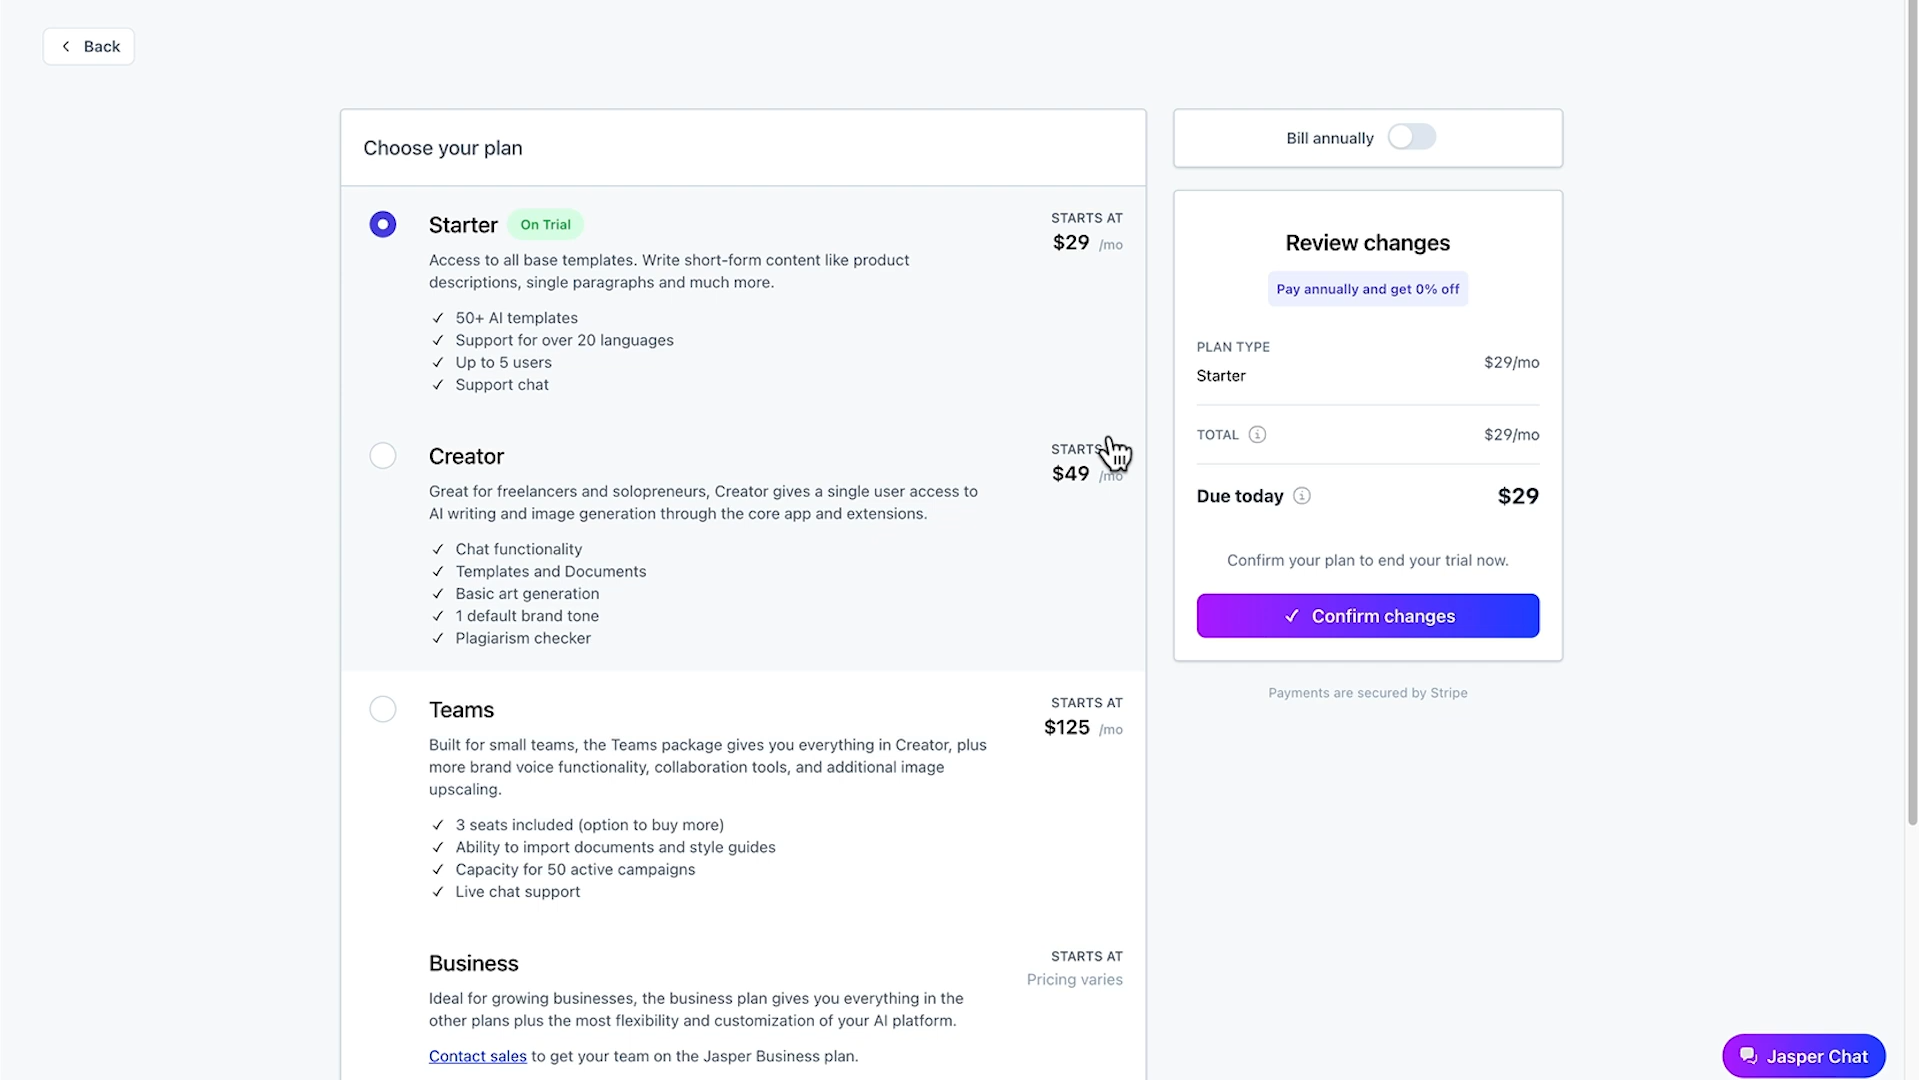 Back
Choose your plan
Bill annually
Starter On Trial
STARTS AT
$29 /mo
Access to all base templates. Write short-form content like product
descriptions, single paragraphs and much more.
50+ AI templates
Support for over 20 languages
Up to 5 users
Support chat
Creator
STARTS
$49 /mo
Great for freelancers and solopreneurs, Creator gives a single user access to
AI writing and image generation through the core app and extensions.
Chat functionality
Templates and Documents
Basic art generation
1 default brand tone
Plagiarism checker
Teams
STARTS AT
$125 /mo
Built for small teams, the Teams package gives you everything in Creator, plus
more brand voice functionality, collaboration tools, and additional image
upscaling.
3 seats included (option to buy more)
Ability to import documents and style guides
Capacity for 50 active campaigns
Live chat support
Business
STARTS AT
Pricing varies
Ideal for growing businesses, the business plan gives you everything in the
other plans plus the most flexibility and customization of your AI platform.
Contact sales to get your team on the Jasper Business plan.
Review changes
Pay annually and get 0% off
PLAN TYPE
Starter
$29/mo
TOTAL $29/mo
Due today $29
Confirm your plan to end your trial now.
Confirm changes
Payments are secured by Stripe
Jasper Chat